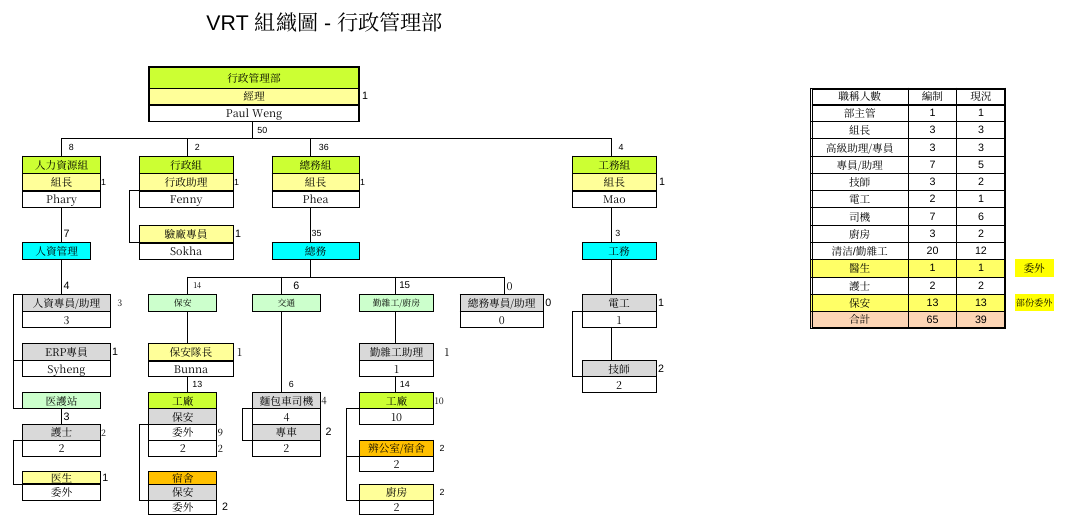 VRT 組織圖 - 行政管理部
行政管理部
經理 1
Paul Weng
50
8 2 36 4
人力資源組 行政組 總務組 工務組
組長 1 行政助理 1 組長 1 組長 1
Phary Fenny Phea Mao
7 驗廠專員 1 35 3
人資管理 Sokha 總務 工務
4 14 6 15 0
人資專員/助理 3 保安 交通 勤雜工/廚房 總務專員/助理 0 電工 1
3 0 1
ERP專員 1 保安隊長 1 勤雜工助理 1
Syheng Bunna 1 技師 2
13 6 14 2
医護站 工廠 麵包車司機 4 工廠 10
3 保安 4 10
護士 2 委外 9 專車 2
2 2 2 2 辨公室/宿舍 2
2
医生 1 宿舍
委外 保安 廚房 2
委外 2 2
職稱人數 編制 現況
部主管 1 1
組長 3 3
高級助理/專員 3 3
專員/助理 7 5
技師 3 2
電工 2 1
司機 7 6
廚房 3 2
清洁/勤雜工 20 12
醫生 1 1 委外
護士 2 2
保安 13 13 部份委外
合計 65 39